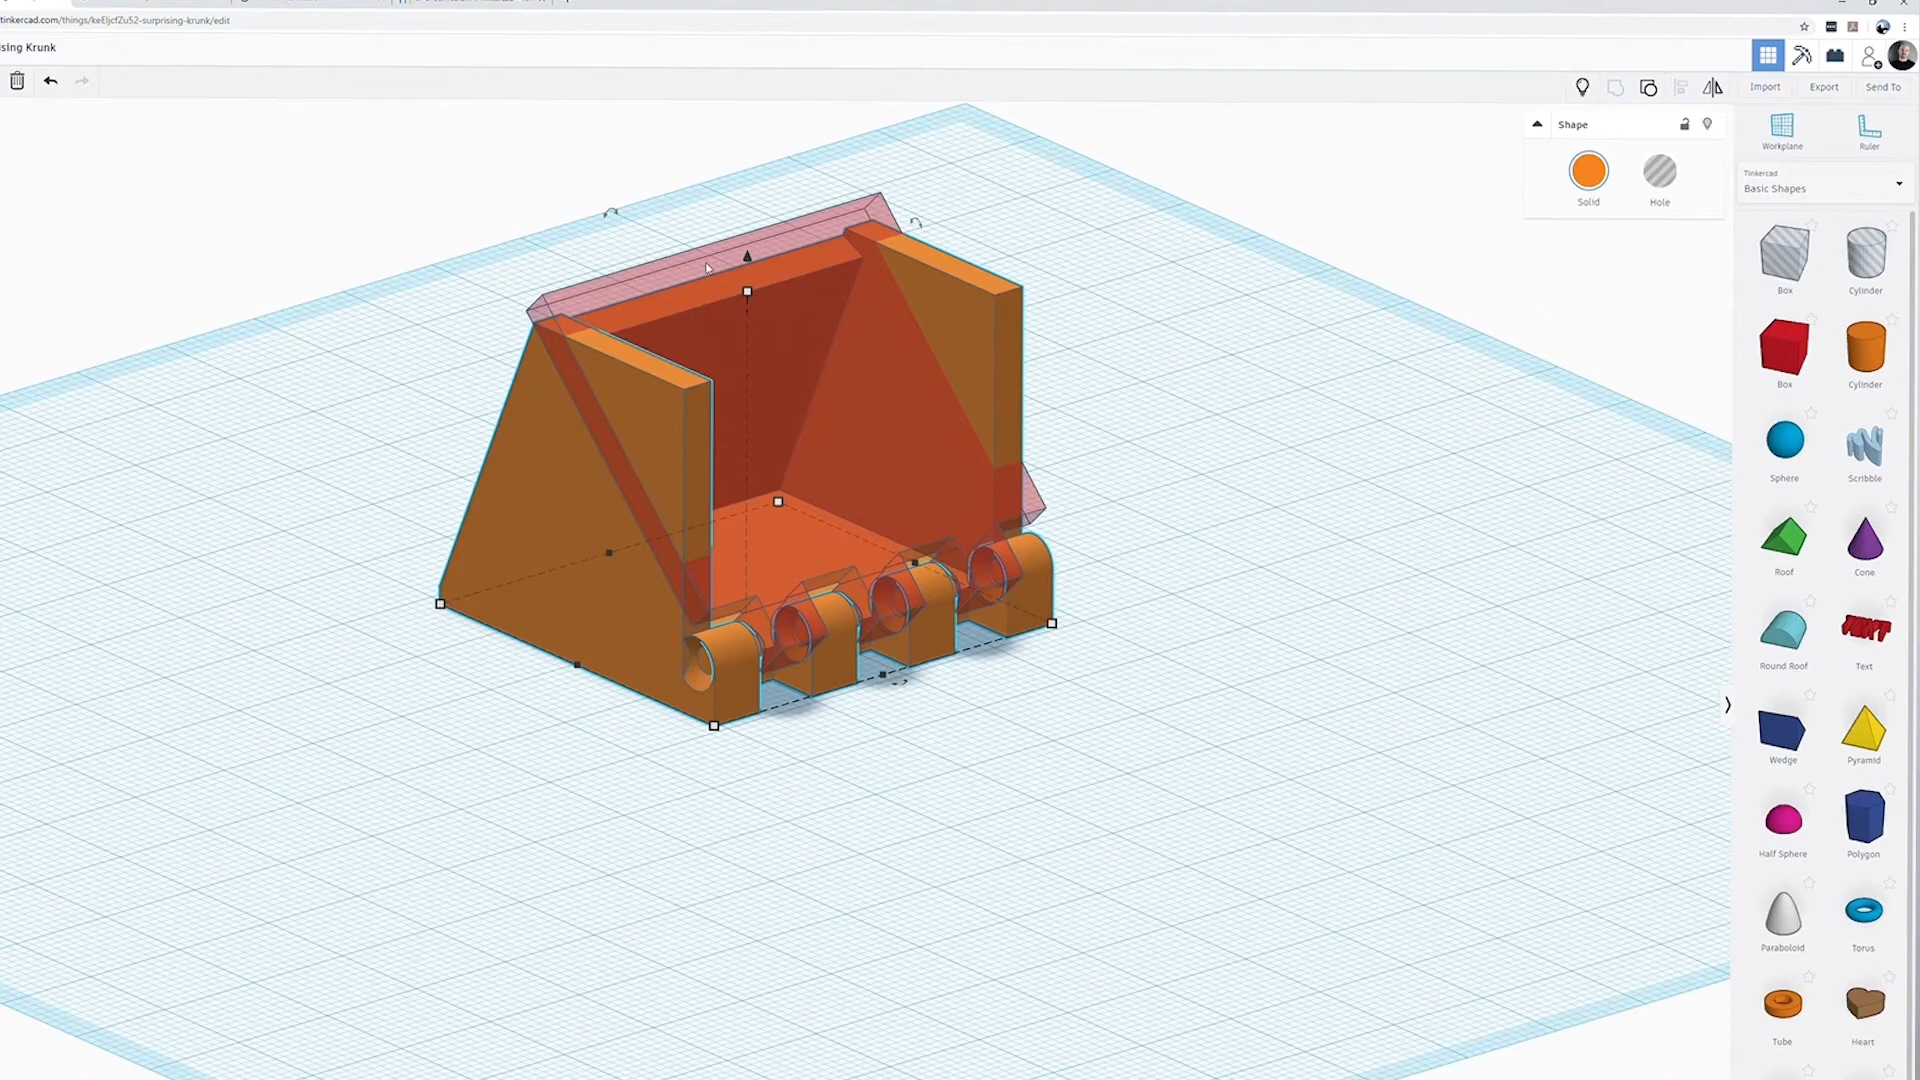 tinkercad.com/things/keEljcfZu52-surprising-krunk/edit
sing Krunk
Import
Export
Send To
Shape
Solid
Hole
Workplane
Ruler
Tinkercad
Basic Shapes
Box
Cylinder
Box
Cylinder
Sphere
Scribble
Roof
Cone
Round Roof
TEXT
Text
Wedge
Pyramid
Half Sphere
Polygon
Paraboloid
Torus
Tube
Heart